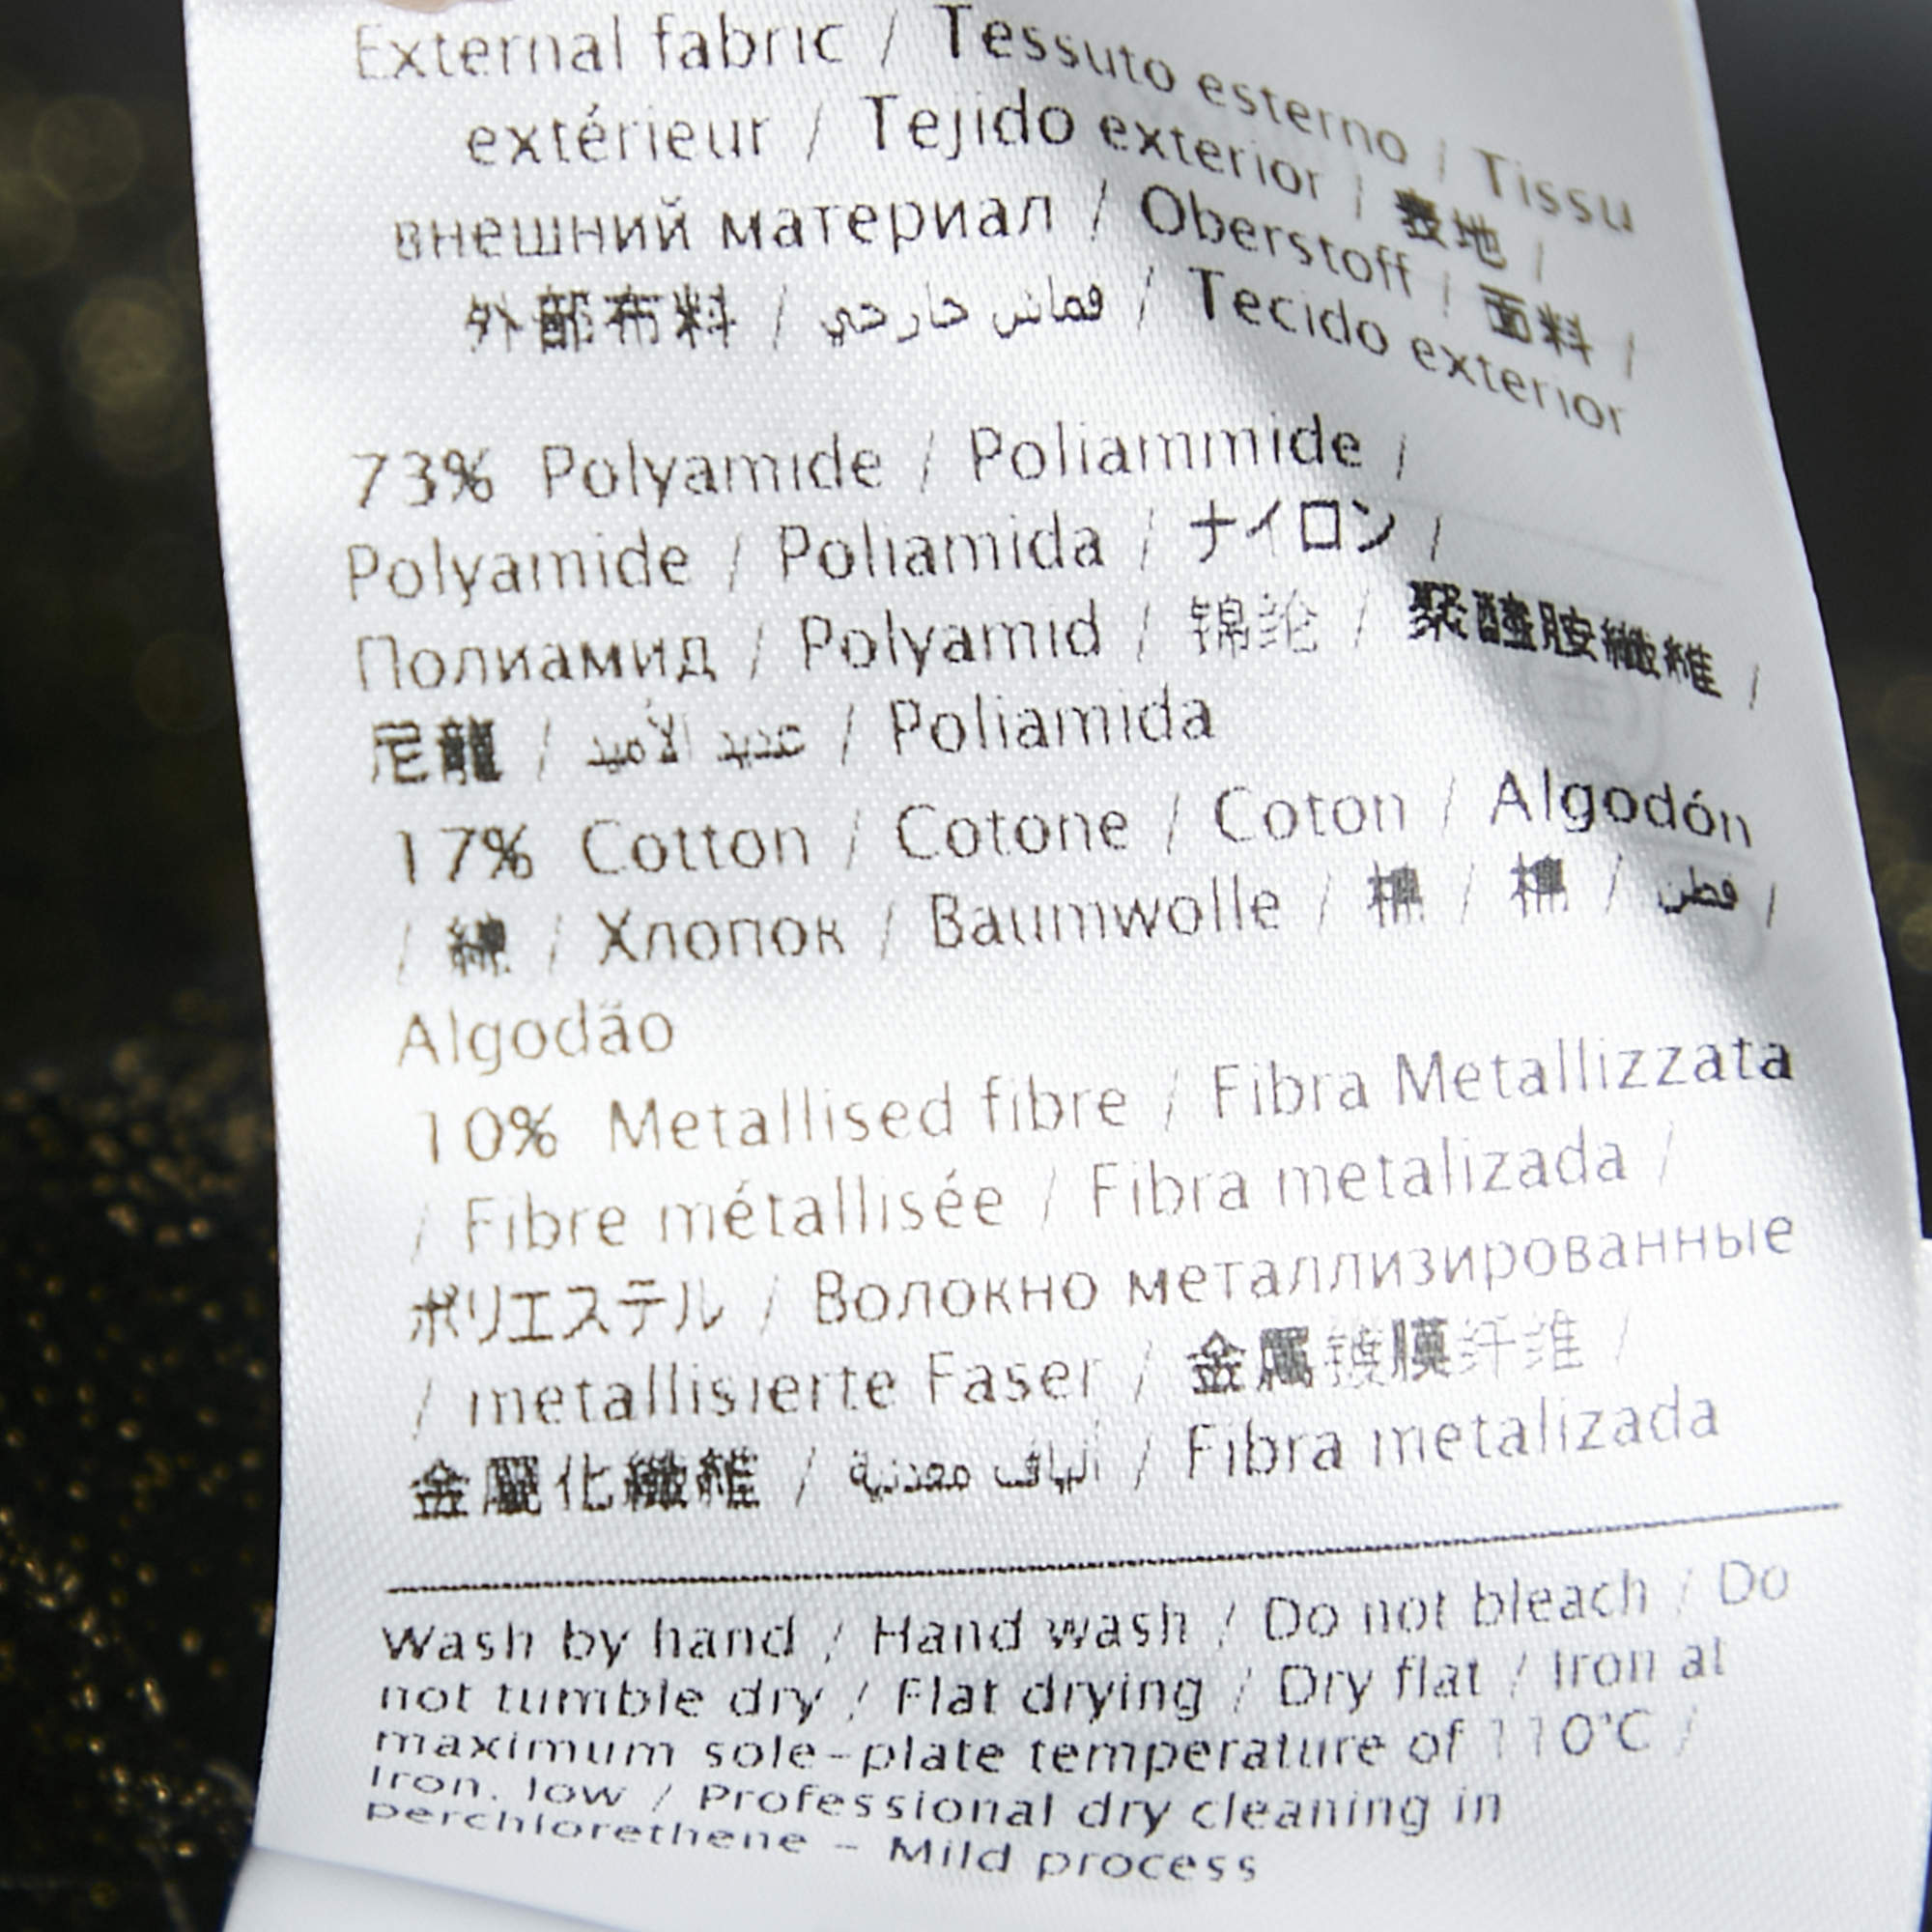 External fabric / Tessuto esterno / Tissu
extérieur / Tejido exterior / 表地 /
внешний материал / Oberstoff / 面料 /
外部布料 / قماش خارجي / Tecido exterior
73% Polyamide / Poliammide /
Polyamide / Poliamida / ナイロン /
Полиамид / Polyamid / 锦纶 / 聚醯胺纖維 /
尼龍 / عديد الأميد / Poliamida
17% Cotton / Cotone / Coton / Algodón
/ 綿 / Хлопок / Baumwolle / 棉 / 棉 / قطن /
Algodão
10% Metallised fibre / Fibra Metallizzata
/ Fibre métallisée / Fibra metalizada /
ポリエステル / Волокно металлизированные
/ metallisierte Faser / 金属镀膜纤维 /
金屬化纖維 / ألياف معدنية / Fibra metalizada
Wash by hand / Hand wash / Do not bleach / Do
not tumble dry / Flat drying / Dry flat / Iron at
maximum sole-plate temperature of 110°C /
Iron, low / Professional dry cleaning in
perchlorethene - Mild process